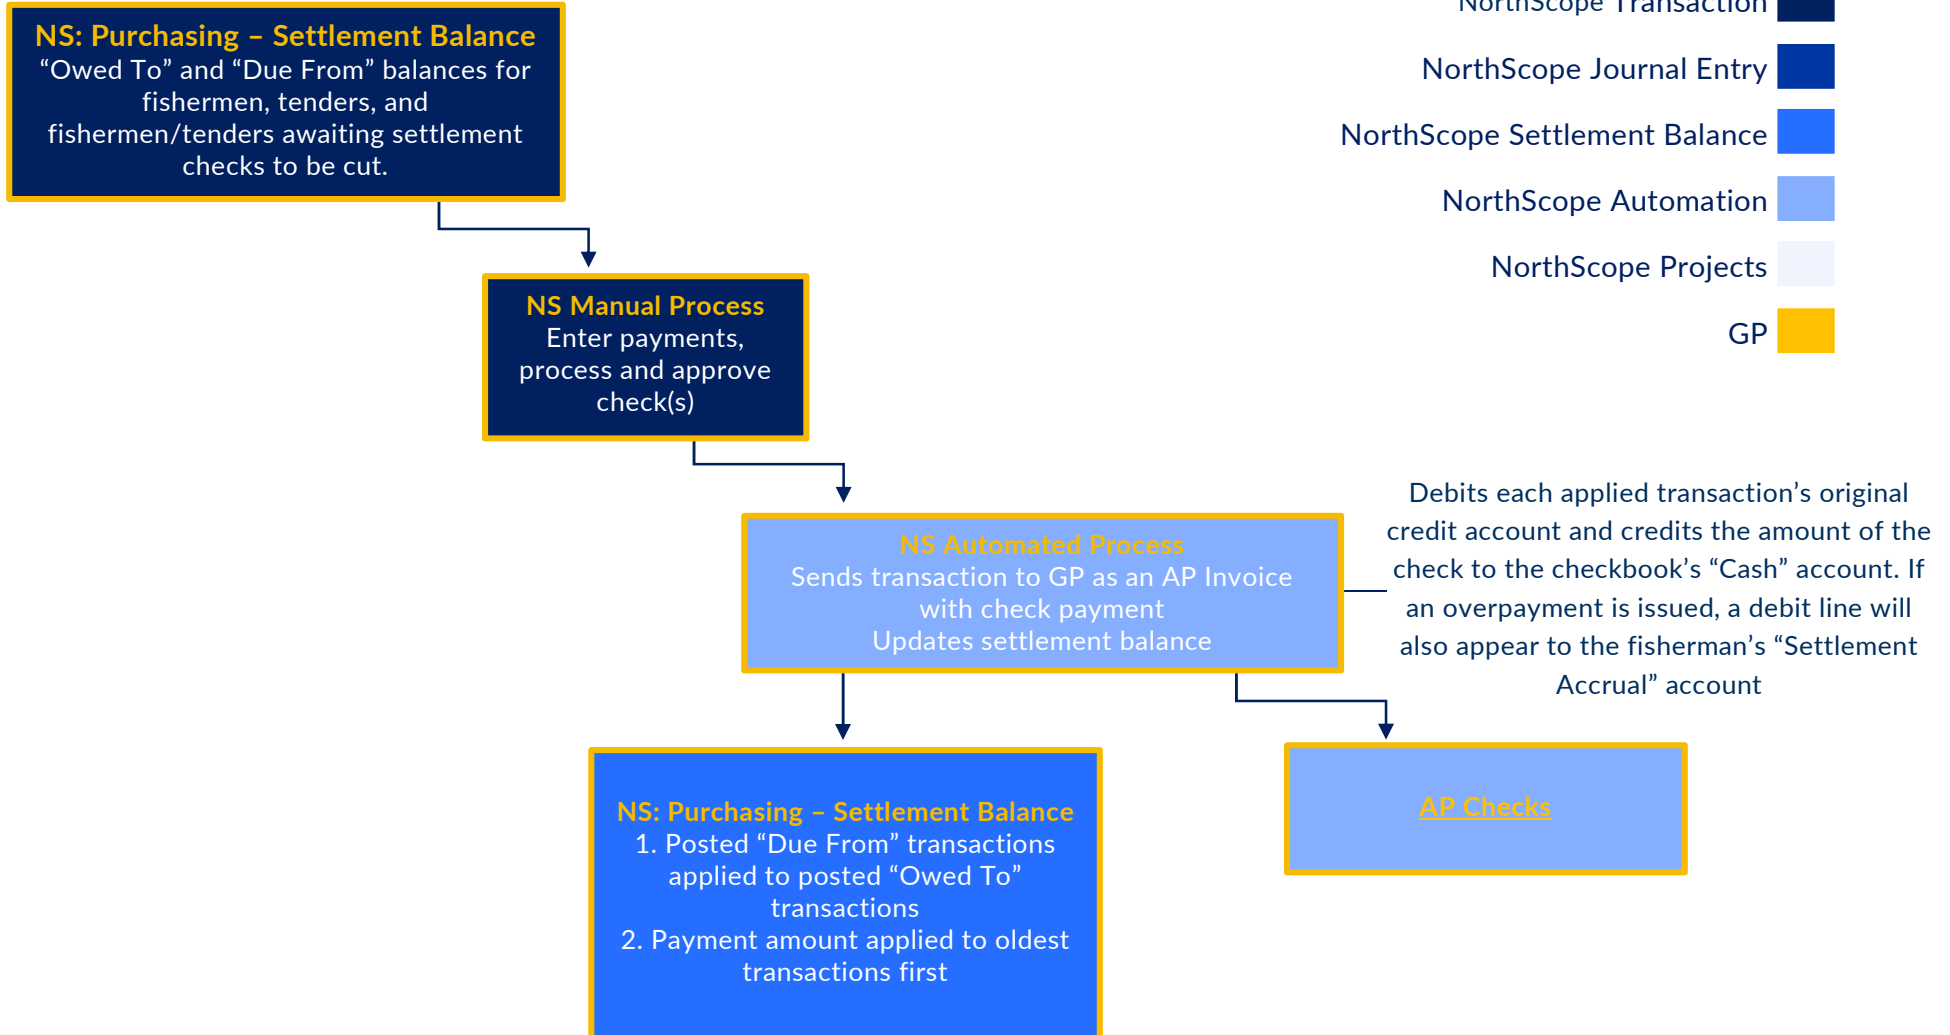 NS: Purchasing – Settlement Balance
“Owed To” and “Due From” balances for
fishermen, tenders, and
fishermen/tenders awaiting settlement
checks to be cut.
NorthScope Transaction
NorthScope Journal Entry
NorthScope Settlement Balance
NorthScope Automation
NorthScope Projects
GP
NS Manual Process
Enter payments,
process and approve
check(s)
NS Automated Process
Sends transaction to GP as an AP Invoice
with check payment
Updates settlement balance
Debits each applied transaction’s original
credit account and credits the amount of the
check to the checkbook’s “Cash” account. If
an overpayment is issued, a debit line will
also appear to the fisherman’s “Settlement
Accrual” account
NS: Purchasing – Settlement Balance
1. Posted “Due From” transactions
applied to posted “Owed To”
transactions
2. Payment amount applied to oldest
transactions first
AP Checks